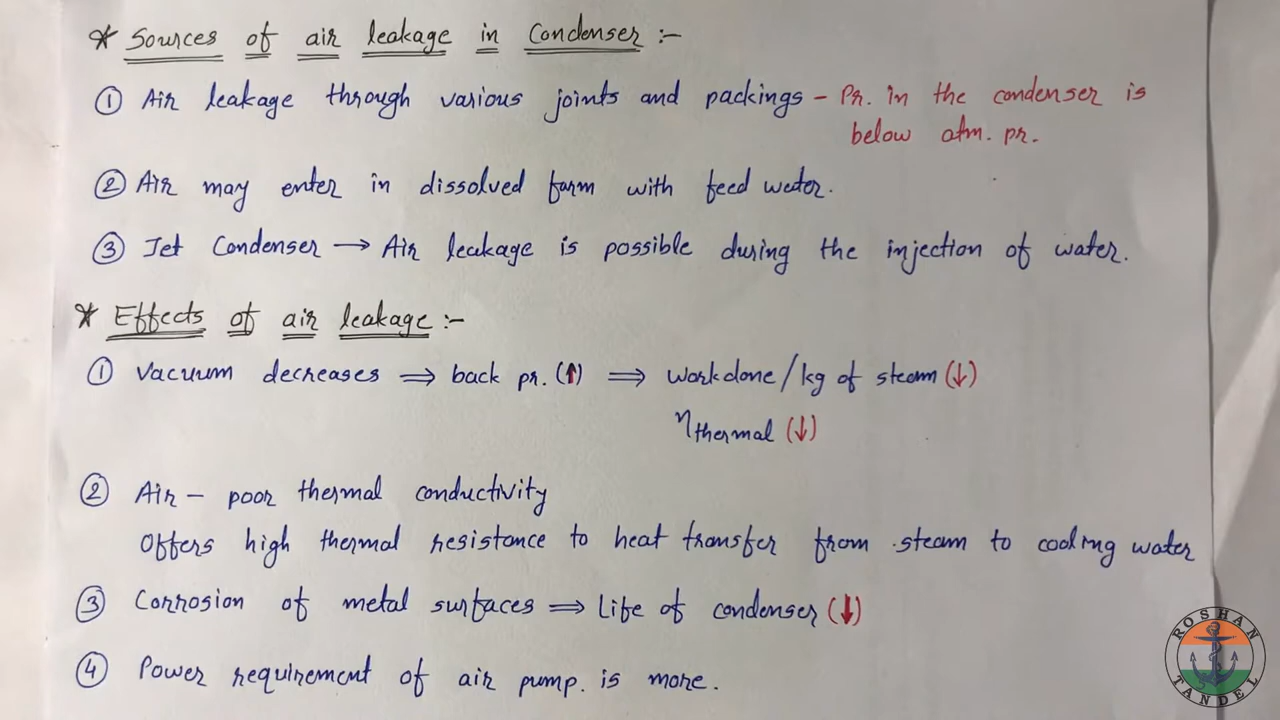 * Sources of air leakage in Condenser :-
① Air leakage through various joints and packings - Pr. in the condenser is
below atm. pr.
② Air may enter in dissolved form with feed water.
③ Jet Condenser → Air leakage is possible during the injection of water.
* Effects of air leakage :-
① Vacuum decreases ⇒ back pr. (↑) ⇒ workdone/kg of steam (↓)
ηthermal (↓)
② Air - poor thermal conductivity
Offers high thermal resistance to heat transfer from steam to cooling water
③ Corrosion of metal surfaces ⇒ Life of condenser (↓)
④ Power requirement of air pump. is more.
ROSHAN
TANDEL